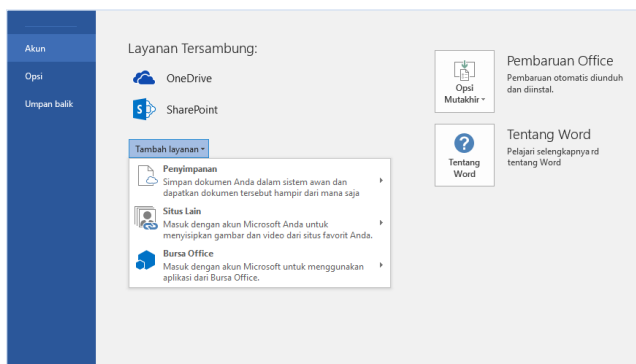 Akun
Opsi
Umpan balik
Layanan Tersambung:
OneDrive
SharePoint
Tambah layanan
Penyimpanan
Simpan dokumen Anda dalam sistem awan dan
dapatkan dokumen tersebut hampir dari mana saja
Situs Lain
Masuk dengan akun Microsoft Anda untuk
menyisipkan gambar dan video dari situs favorit Anda.
Bursa Office
Masuk dengan akun Microsoft untuk menggunakan
aplikasi dari Bursa Office.
Opsi
Mutakhir
Pembaruan Office
Pembaruan otomatis diunduh
dan diinstal.
Tentang
Word
Tentang Word
Pelajari selengkapnya rd
tentang Word